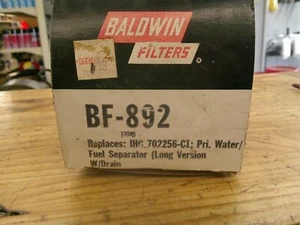 BALDWIN
FILTERS
BF-892
Replaces: IHC 702256-C1; Pri. Water/
Fuel Separator (Long Version
W/Drain